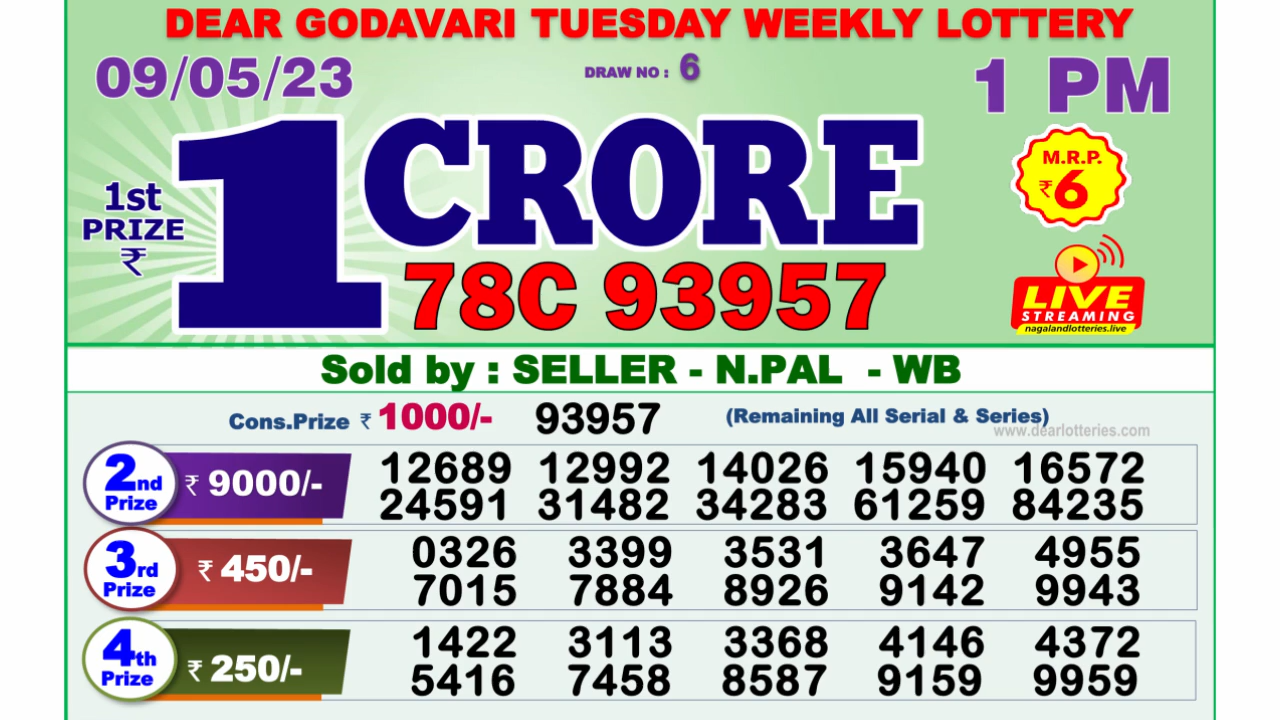 DEAR GODAVARI TUESDAY WEEKLY LOTTERY
09/05/23
DRAW NO : 6
1 PM
1st
PRIZE
₹
1 CRORE
M.R.P.
₹6
78C 93957
LIVE
STREAMING
nagalandlotteries.live
Sold by : SELLER - N.PAL - WB
Cons.Prize ₹ 1000/- 93957 (Remaining All Serial & Series)
www.dearlotteries.com
2nd Prize ₹ 9000/-
12689 12992 14026 15940 16572
24591 31482 34283 61259 84235
3rd Prize ₹ 450/-
0326 3399 3531 3647 4955
7015 7884 8926 9142 9943
4th Prize ₹ 250/-
1422 3113 3368 4146 4372
5416 7458 8587 9159 9959